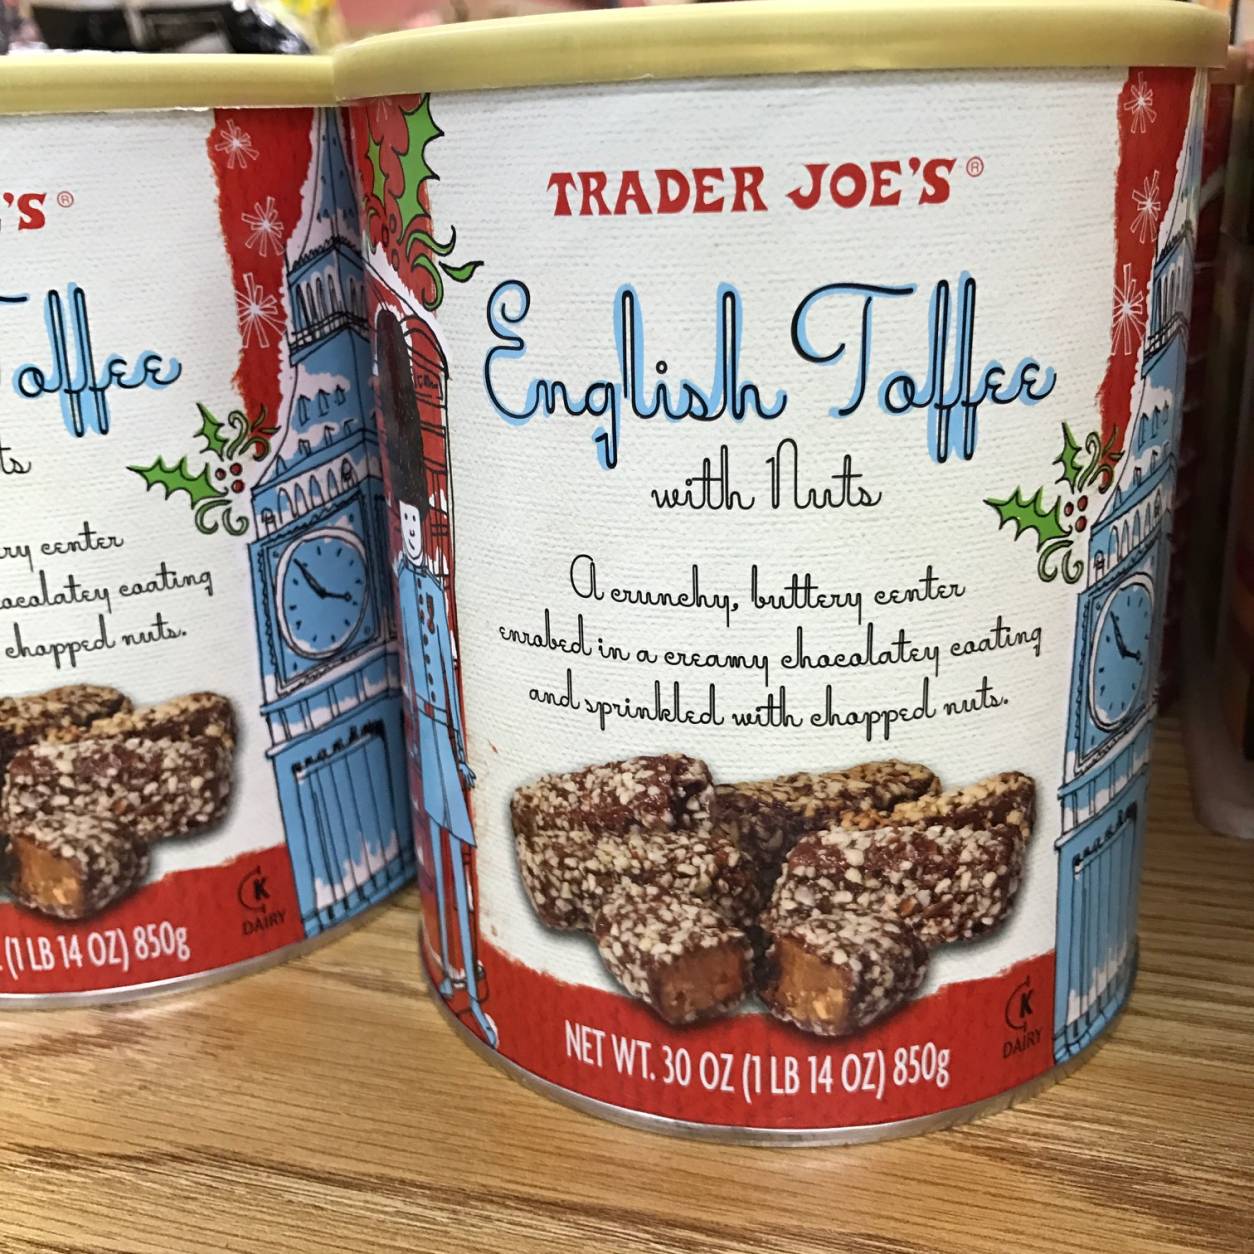 'S®
Toffee
ts
ry center
ocolatey coating
chopped nuts.
(1 LB 14 OZ) 850g
K
DAIRY
TRADER JOE'S®
English Toffee
with Nuts
A crunchy, buttery center
enrobed in a creamy chocolatey coating
and sprinkled with chopped nuts.
NET WT. 30 OZ (1 LB 14 OZ) 850g
K
DAIRY